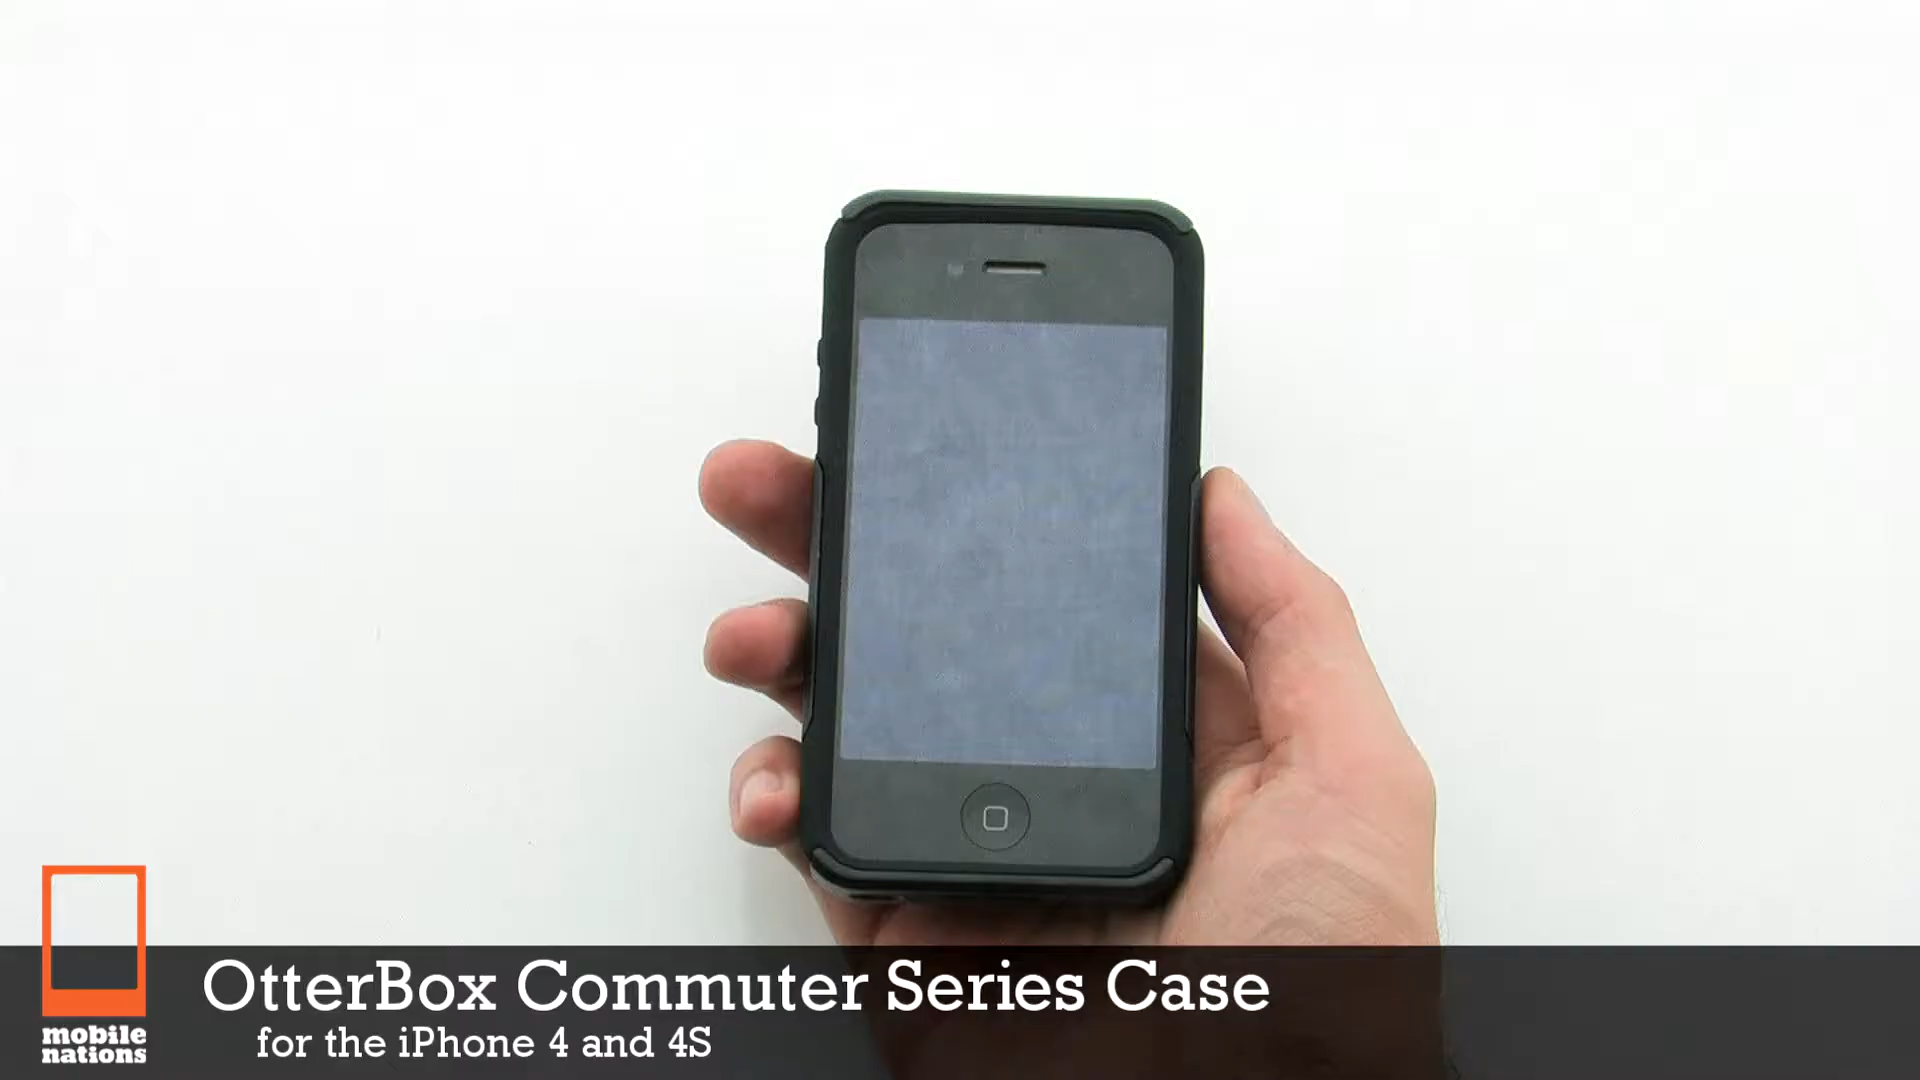 OtterBox Commuter Series Case
for the iPhone 4 and 4S
mobile
nations